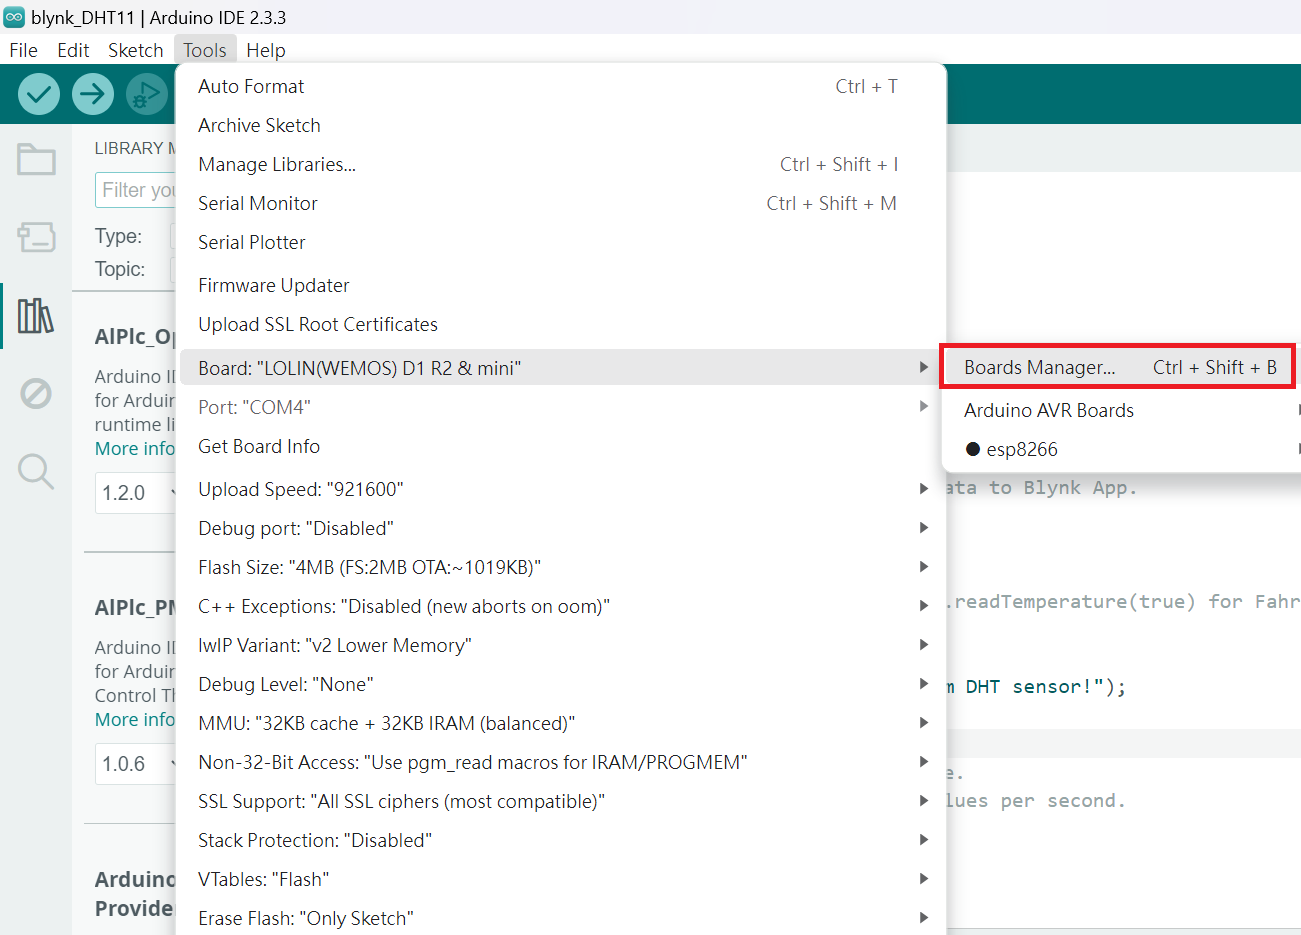 blynk_DHT11 | Arduino IDE 2.3.3
File Edit Sketch Tools Help
Auto Format Ctrl + T
Archive Sketch
Manage Libraries... Ctrl + Shift + I
Serial Monitor Ctrl + Shift + M
Serial Plotter
Firmware Updater
Upload SSL Root Certificates
Board: "LOLIN(WEMOS) D1 R2 & mini"
Port: "COM4"
Get Board Info
Upload Speed: "921600"
Debug port: "Disabled"
Flash Size: "4MB (FS:2MB OTA:~1019KB)"
C++ Exceptions: "Disabled (new aborts on oom)"
lwIP Variant: "v2 Lower Memory"
Debug Level: "None"
MMU: "32KB cache + 32KB IRAM (balanced)"
Non-32-Bit Access: "Use pgm_read macros for IRAM/PROGMEM"
SSL Support: "All SSL ciphers (most compatible)"
Stack Protection: "Disabled"
VTables: "Flash"
Erase Flash: "Only Sketch"
Boards Manager... Ctrl + Shift + B
Arduino AVR Boards
esp8266
LIBRARY
Filter
Type:
Topic:
AlPlc_Op
Arduino
for Arduin
runtime li
More info
1.2.0
AlPlc_PM
Arduino
for Arduin
Control Th
More info
1.0.6
Arduino
Provide
ata to Blynk App.
.readTemperature(true) for Fahr
DHT sensor!");
e.
lues per second.